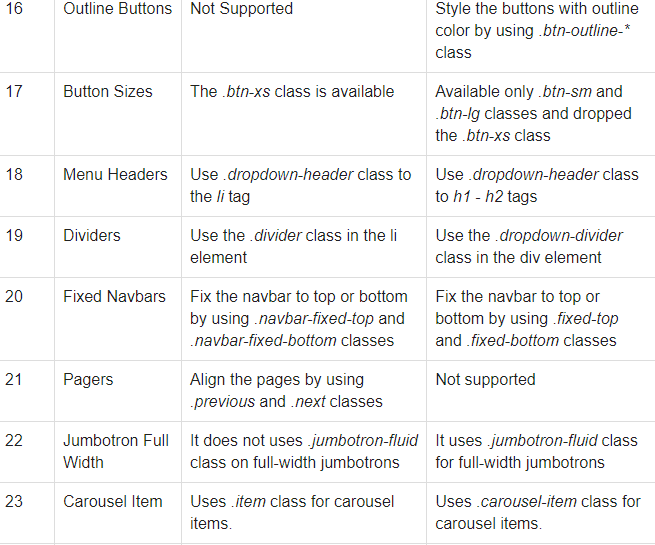 16 Outline Buttons Not Supported Style the buttons with outline
color by using .btn-outline-*
class
17 Button Sizes The .btn-xs class is available Available only .btn-sm and
.btn-lg classes and dropped
the .btn-xs class
18 Menu Headers Use .dropdown-header class to Use .dropdown-header class
the li tag to h1 - h2 tags
19 Dividers Use the .divider class in the li Use the .dropdown-divider
element class in the div element
20 Fixed Navbars Fix the navbar to top or bottom Fix the navbar to top or
by using .navbar-fixed-top and bottom by using .fixed-top
.navbar-fixed-bottom classes and .fixed-bottom classes
21 Pagers Align the pages by using Not supported
.previous and .next classes
22 Jumbotron Full It does not uses .jumbotron-fluid It uses .jumbotron-fluid class
Width class on full-width jumbotrons for full-width jumbotrons
23 Carousel Item Uses .item class for carousel Uses .carousel-item class for
items. carousel items.